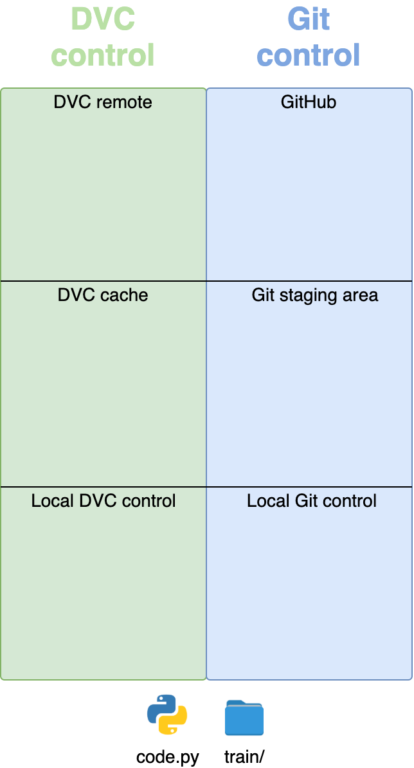 DVC
control
Git
control
DVC remote
GitHub
DVC cache
Git staging area
Local DVC control
Local Git control
code.py
train/